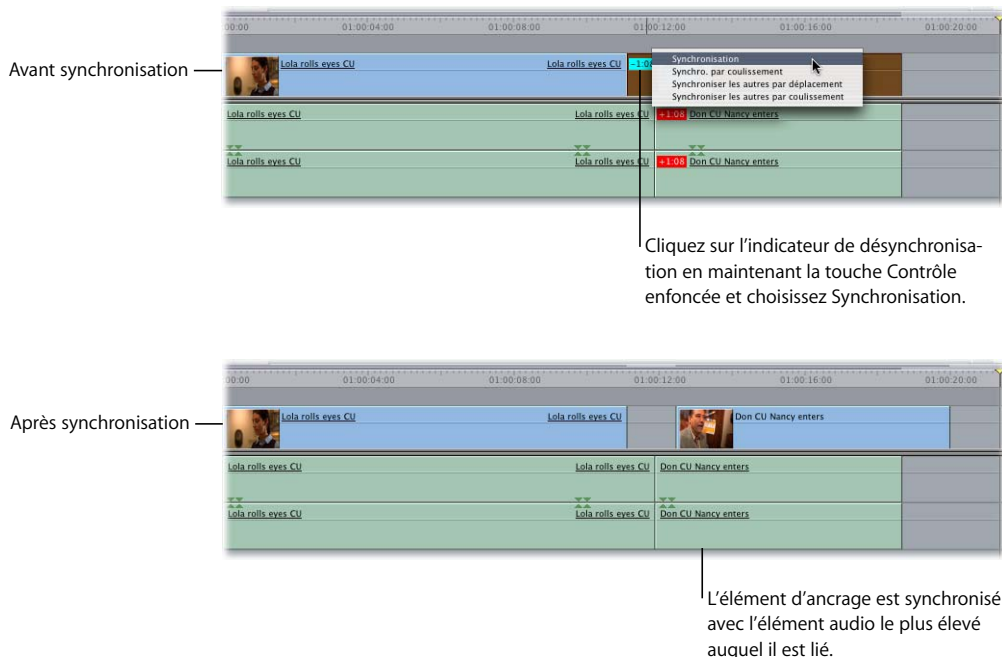 00:00 01:00:04:00 01:00:08:00 01:00:12:00 01:00:16:00 01:00:20:00
Avant synchronisation
Lola rolls eyes CU Lola rolls eyes CU -1:08
Synchronisation
Synchro. par coulissement
Synchroniser les autres par déplacement
Synchroniser les autres par coulissement
Lola rolls eyes CU Lola rolls eyes CU +1:08 Don CU Nancy enters
Lola rolls eyes CU Lola rolls eyes CU +1:08 Don CU Nancy enters
Cliquez sur l’indicateur de désynchronisa-
tion en maintenant la touche Contrôle
enfoncée et choisissez Synchronisation.
00:00 01:00:04:00 01:00:08:00 01:00:12:00 01:00:16:00 01:00:20:00
Après synchronisation
Lola rolls eyes CU Lola rolls eyes CU Don CU Nancy enters
Lola rolls eyes CU Lola rolls eyes CU Don CU Nancy enters
Lola rolls eyes CU Lola rolls eyes CU Don CU Nancy enters
L’élément d’ancrage est synchronisé
avec l’élément audio le plus élevé
auquel il est lié.